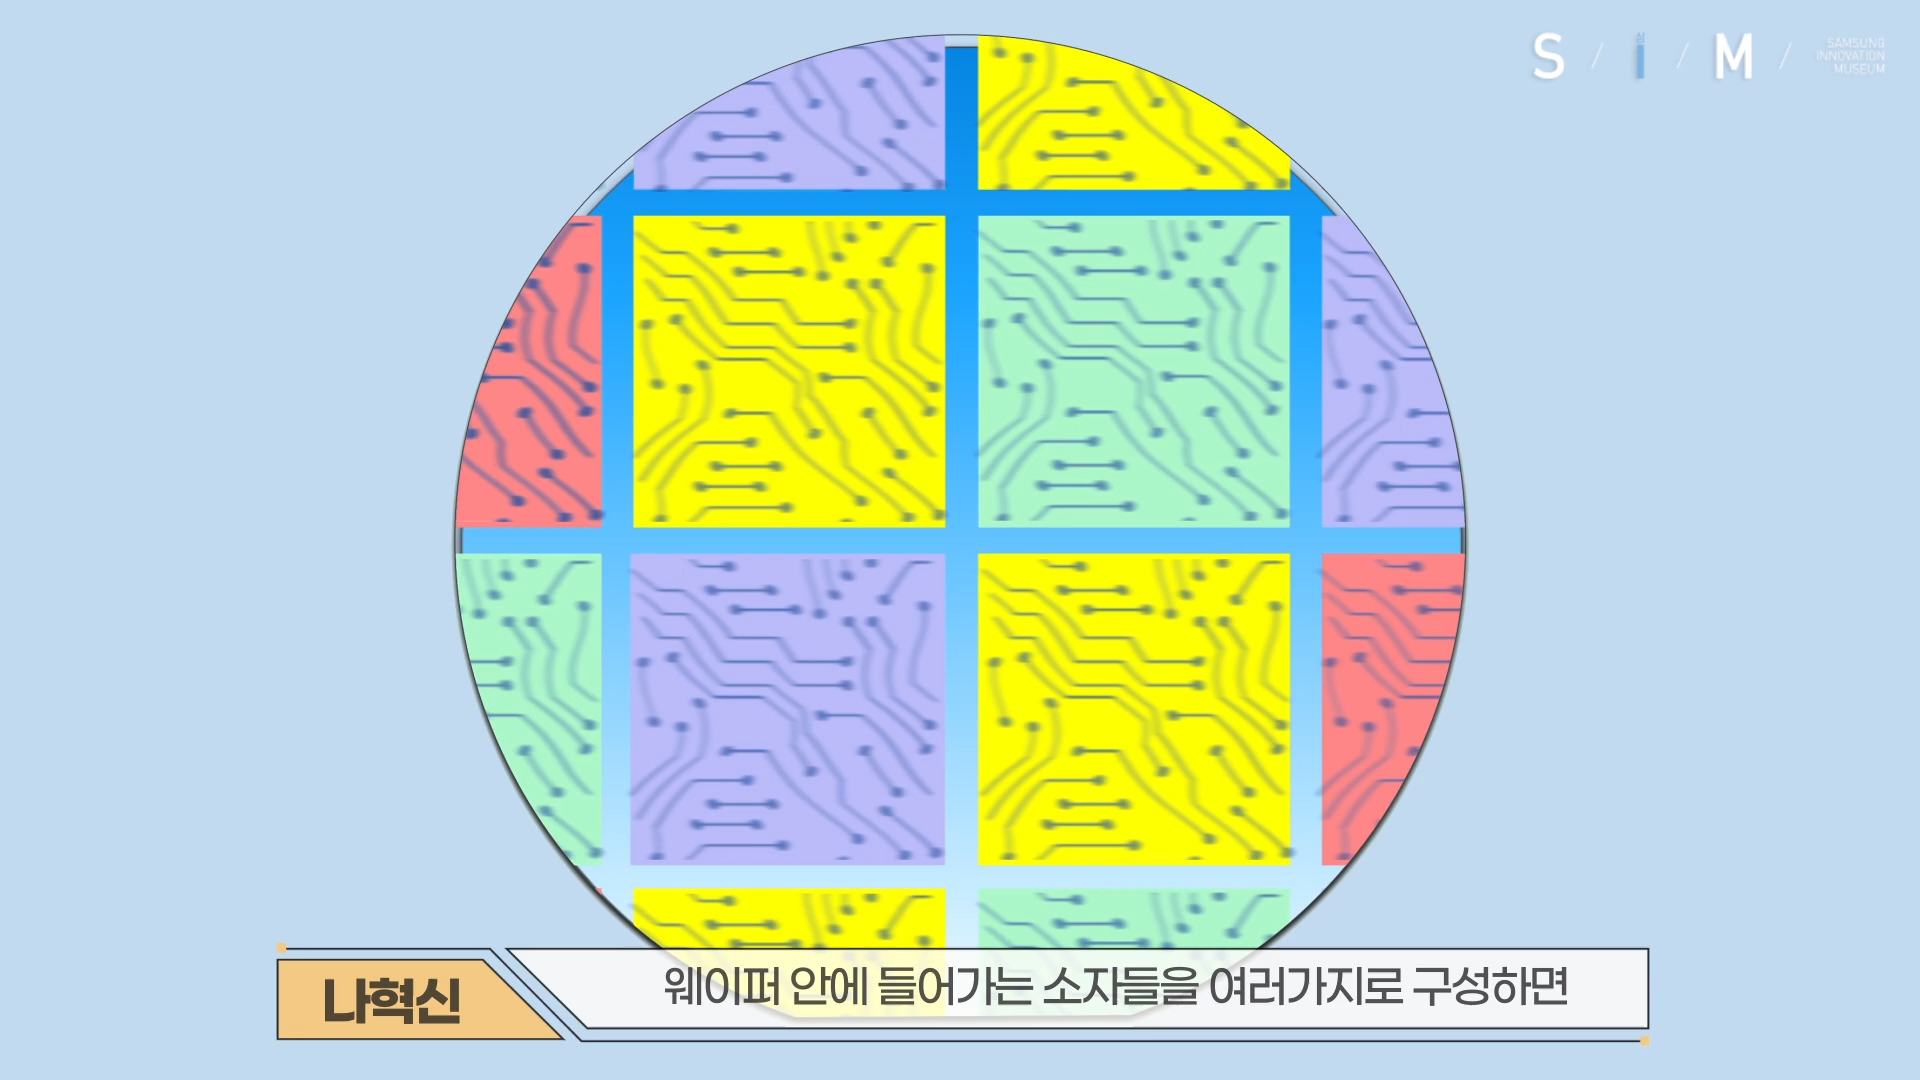 S / i / M / SAMSUNG
INNOVATION
MUSEUM
삼
나혁신
웨이퍼 안에 들어가는 소자들을 여러가지로 구성하면